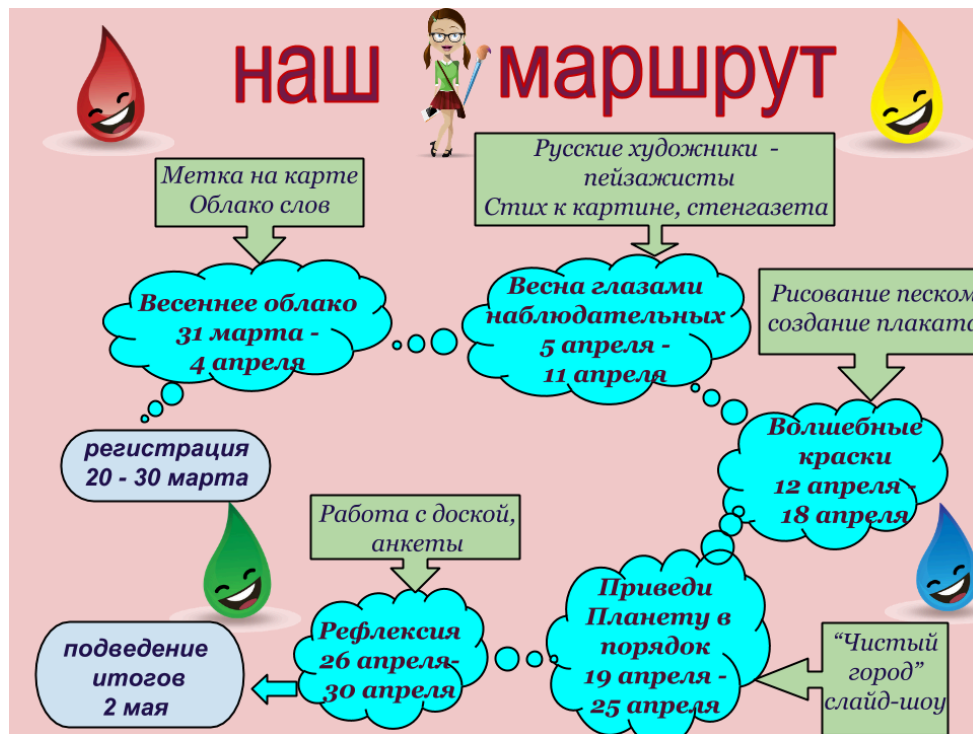 наш маршрут
Метка на карте
Облако слов
Русские художники -
пейзажисты
Стих к картине, стенгазета
Весеннее облако
31 марта -
4 апреля
Весна глазами
наблюдательных
5 апреля -
11 апреля
Рисование песком
создание плаката
регистрация
20 - 30 марта
Волшебные
краски
12 апреля -
18 апреля
Работа с доской,
анкеты
Приведи
Планету в
порядок
19 апреля -
25 апреля
Рефлексия
26 апреля-
30 апреля
подведение
итогов
2 мая
“Чистый
город”
слайд-шоу